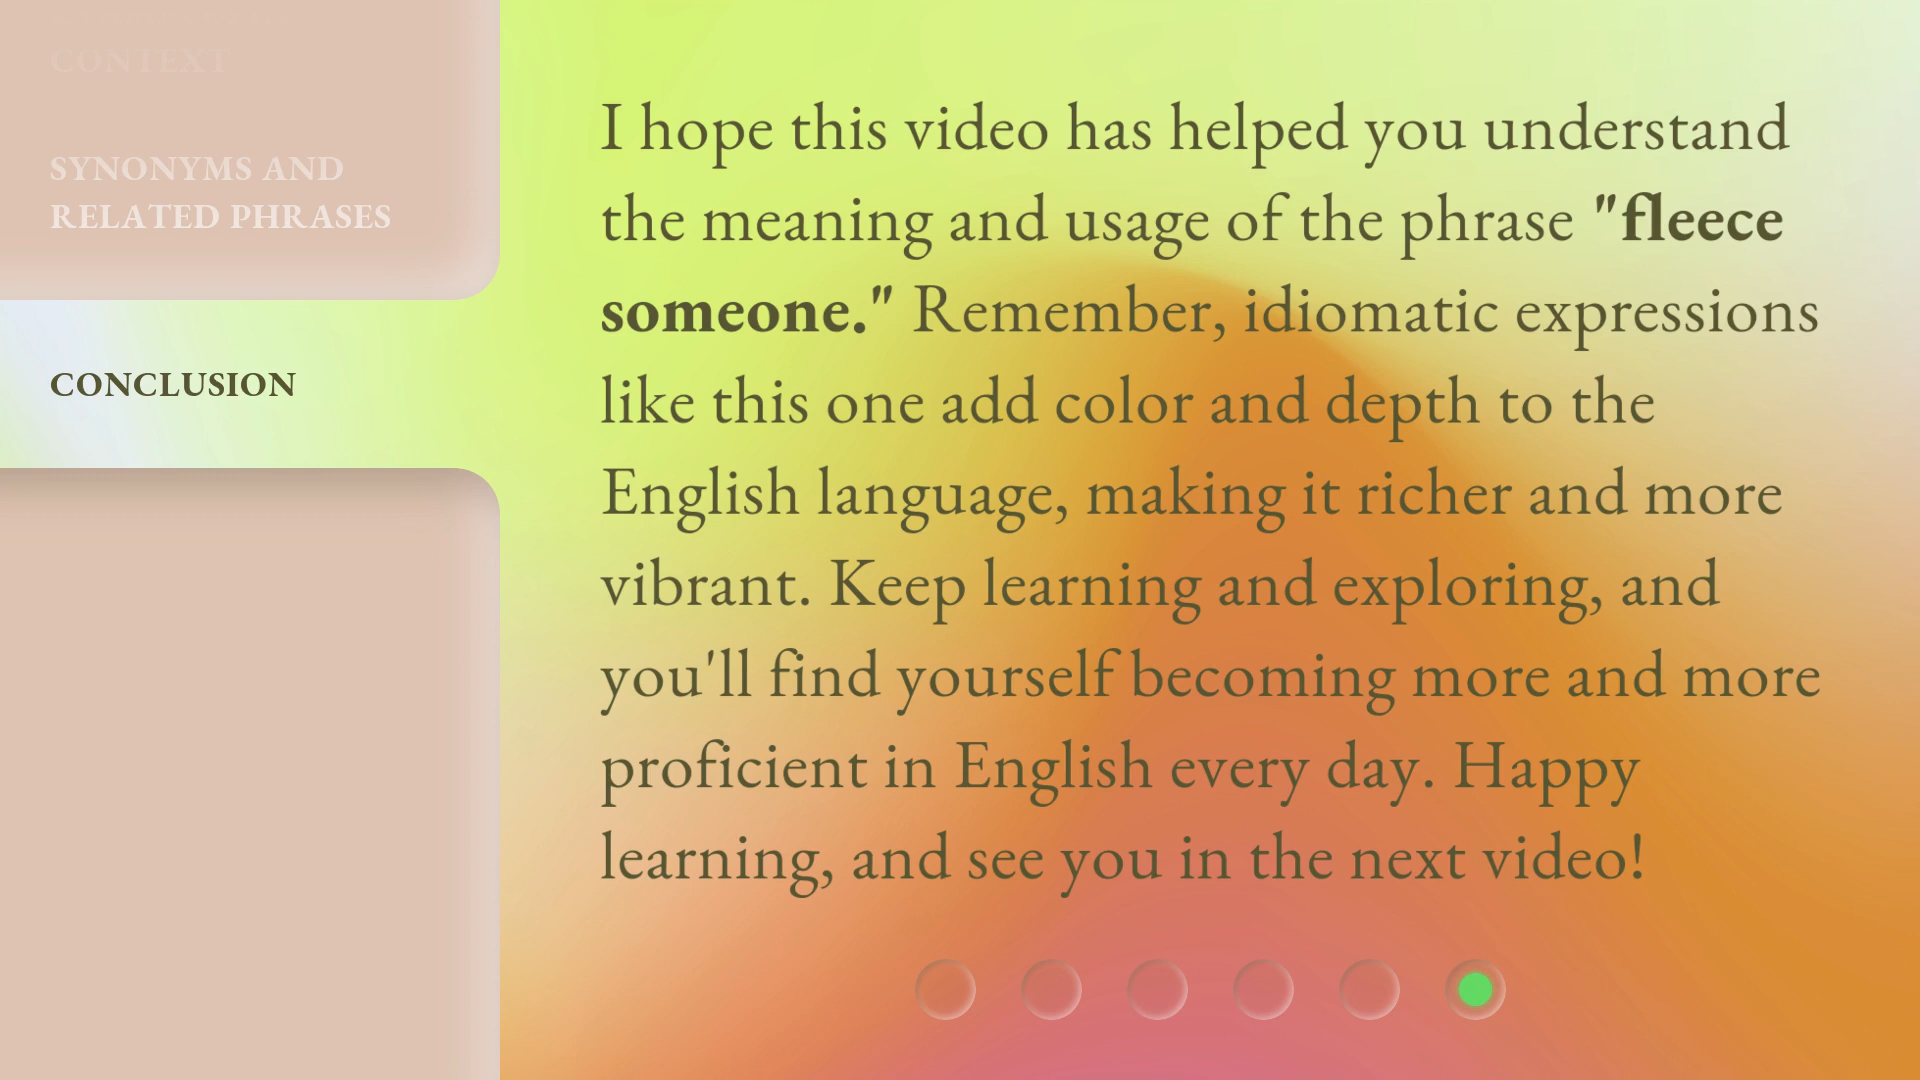 CONTEXT
SYNONYMS AND
RELATED PHRASES
CONCLUSION
I hope this video has helped you understand
the meaning and usage of the phrase "fleece
someone." Remember, idiomatic expressions
like this one add color and depth to the
English language, making it richer and more
vibrant. Keep learning and exploring, and
you'll find yourself becoming more and more
proficient in English every day. Happy
learning, and see you in the next video!